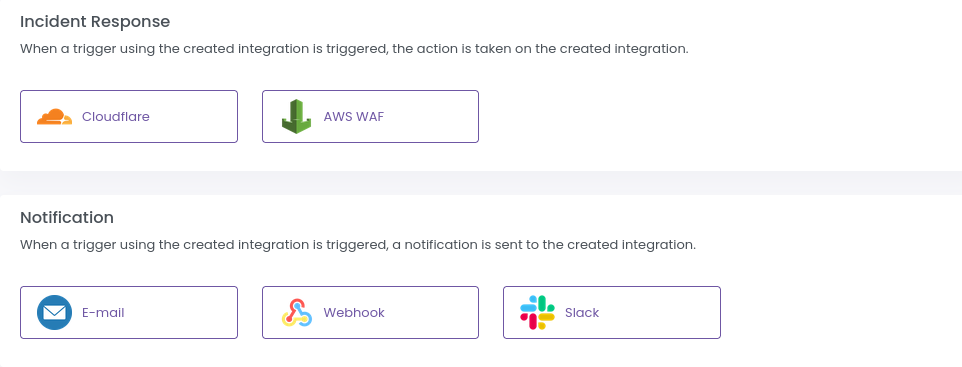 Incident Response
When a trigger using the created integration is triggered, the action is taken on the created integration.
Cloudflare
AWS WAF
Notification
When a trigger using the created integration is triggered, a notification is sent to the created integration.
E-mail
Webhook
Slack